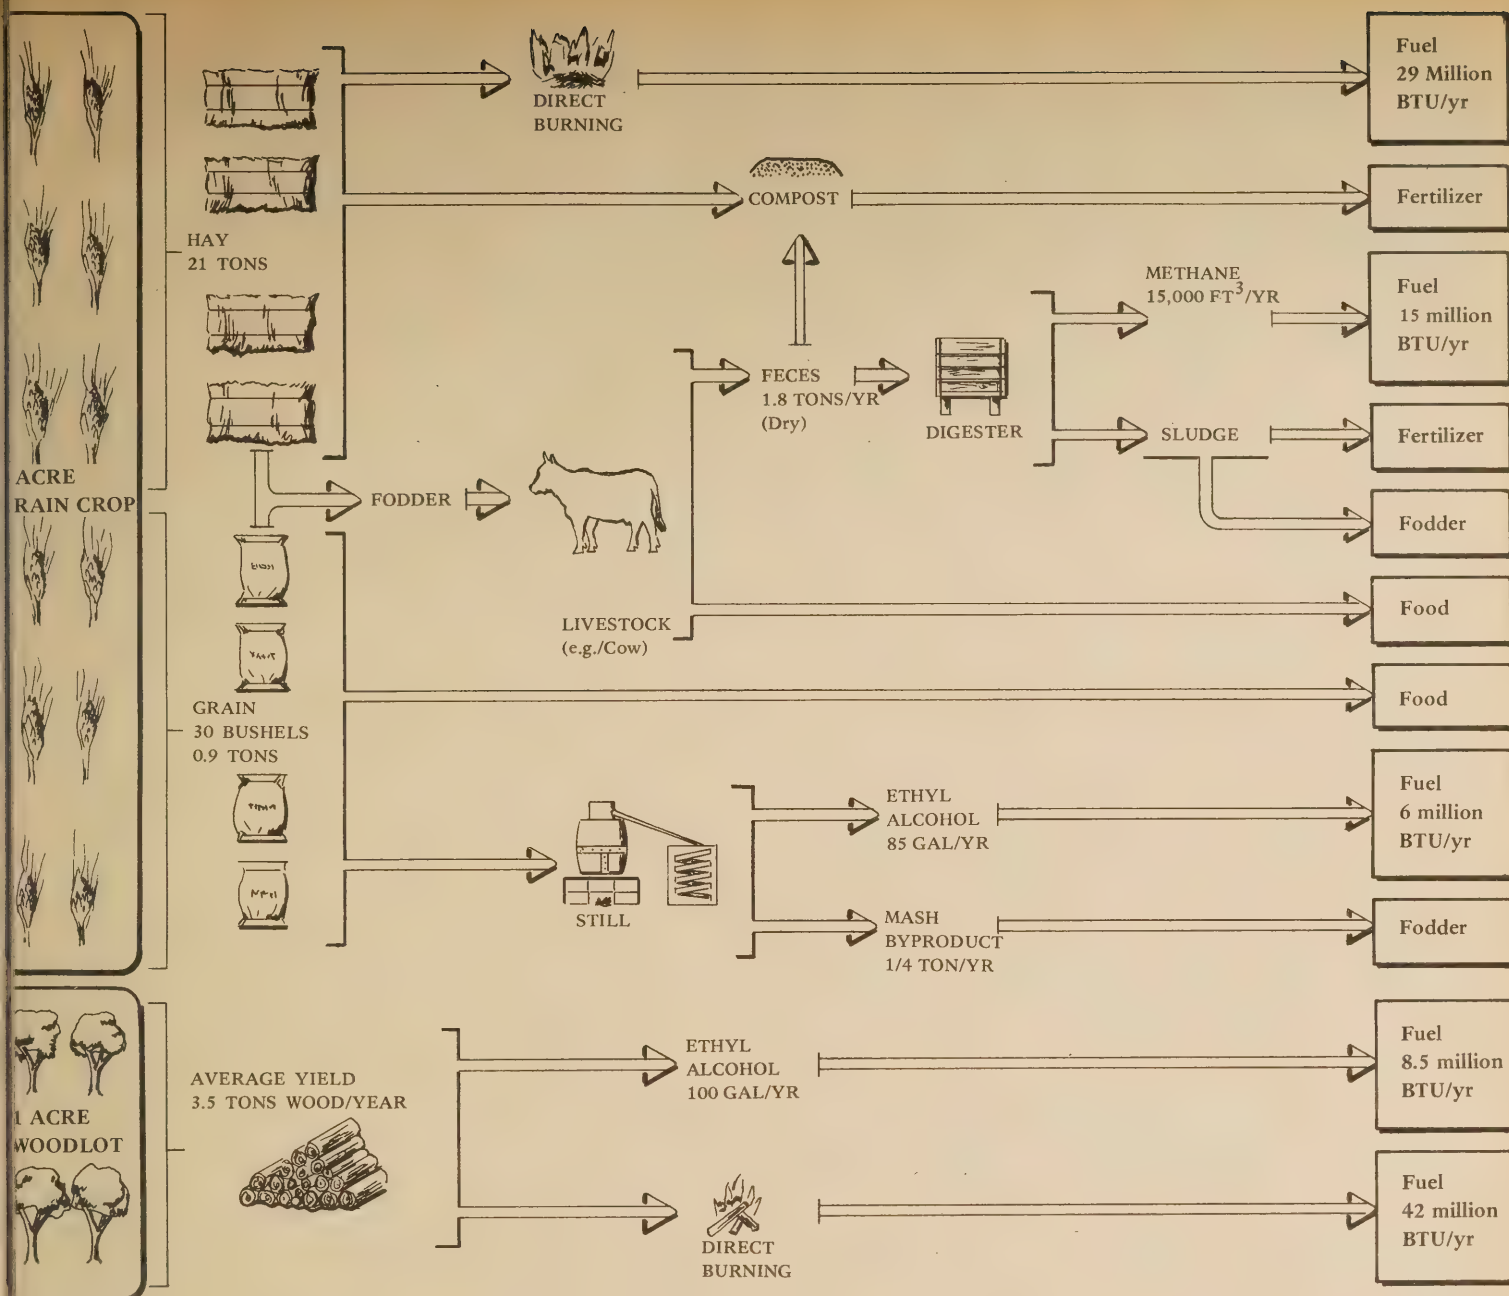 ACRE
RAIN CROP
HAY
21 TONS
DIRECT
BURNING
Fuel
29 Million
BTU/yr
COMPOST
Fertilizer
FECES
1.8 TONS/YR
(Dry)
DIGESTER
METHANE
15,000 FT³/YR
Fuel
15 million
BTU/yr
SLUDGE
Fertilizer
Fodder
FODDER
LIVESTOCK
(e.g./Cow)
Food
GRAIN
30 BUSHELS
0.9 TONS
Food
STILL
ETHYL
ALCOHOL
85 GAL/YR
Fuel
6 million
BTU/yr
MASH
BYPRODUCT
1/4 TON/YR
Fodder
1 ACRE
WOODLOT
AVERAGE YIELD
3.5 TONS WOOD/YEAR
ETHYL
ALCOHOL
100 GAL/YR
Fuel
8.5 million
BTU/yr
DIRECT
BURNING
Fuel
42 million
BTU/yr